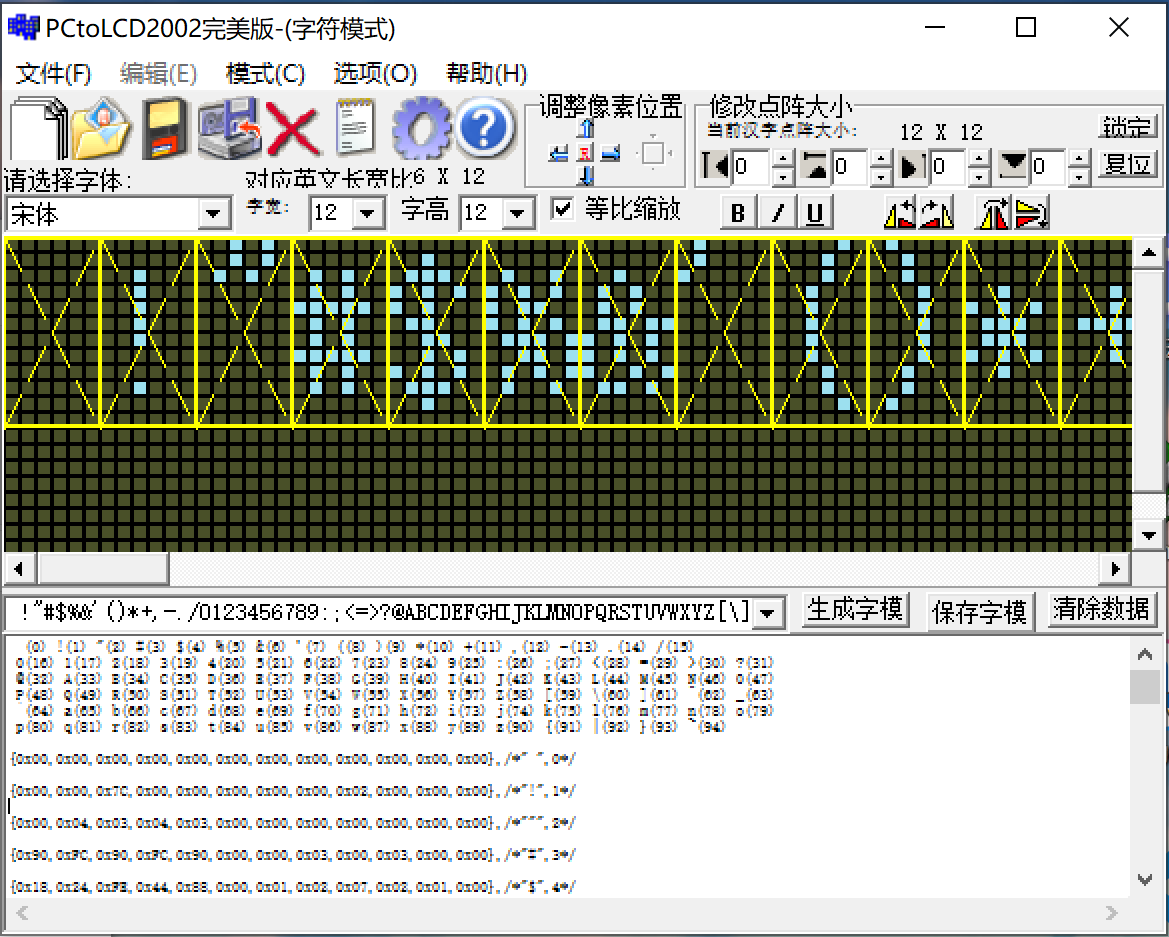 PCtoLCD2002完美版-(字符模式)
文件(F) 编辑(E) 模式(C) 选项(O) 帮助(H)
调整像素位置
修改点阵大小
当前汉字点阵大小: 12 X 12
锁定
0 0 0 0
复位
请选择字体:
对应英文长宽比6 X 12
宋体
字宽: 12 字高 12 等比缩放
B I U
!"#$%&'()*+,-./0123456789:;<=>?@ABCDEFGHIJKLMNOPQRSTUVWXYZ[\]
生成字模 保存字模 清除数据
(0) !(1) "(2) #(3) $(4) %(5) &(6) '(7) ((8) )(9) *(10) +(11) ,(12) -(13) .(14) /(15)
0(16) 1(17) 2(18) 3(19) 4(20) 5(21) 6(22) 7(23) 8(24) 9(25) :(26) ;(27) <(28) =(29) >(30) ?(31)
@(32) A(33) B(34) C(35) D(36) E(37) F(38) G(39) H(40) I(41) J(42) K(43) L(44) M(45) N(46) O(47)
P(48) Q(49) R(50) S(51) T(52) U(53) V(54) W(55) X(56) Y(57) Z(58) [(59) \(60) ](61) ^(62) _(63)
`(64) a(65) b(66) c(67) d(68) e(69) f(70) g(71) h(72) i(73) j(74) k(75) l(76) m(77) n(78) o(79)
p(80) q(81) r(82) s(83) t(84) u(85) v(86) w(87) x(88) y(89) z(90) {(91) |(92) }(93) ~(94)
{0x00,0x00,0x00,0x00,0x00,0x00,0x00,0x00,0x00,0x00,0x00,0x00},/*" ",0*/
{0x00,0x00,0x7C,0x00,0x00,0x00,0x00,0x00,0x02,0x00,0x00,0x00},/*"!",1*/
{0x00,0x04,0x03,0x04,0x03,0x00,0x00,0x00,0x00,0x00,0x00,0x00},/*""",2*/
{0x90,0xFC,0x90,0xFC,0x90,0x00,0x00,0x03,0x00,0x03,0x00,0x00},/*"#",3*/
{0x18,0x24,0xFE,0x44,0x88,0x00,0x01,0x02,0x07,0x02,0x01,0x00},/*"$",4*/